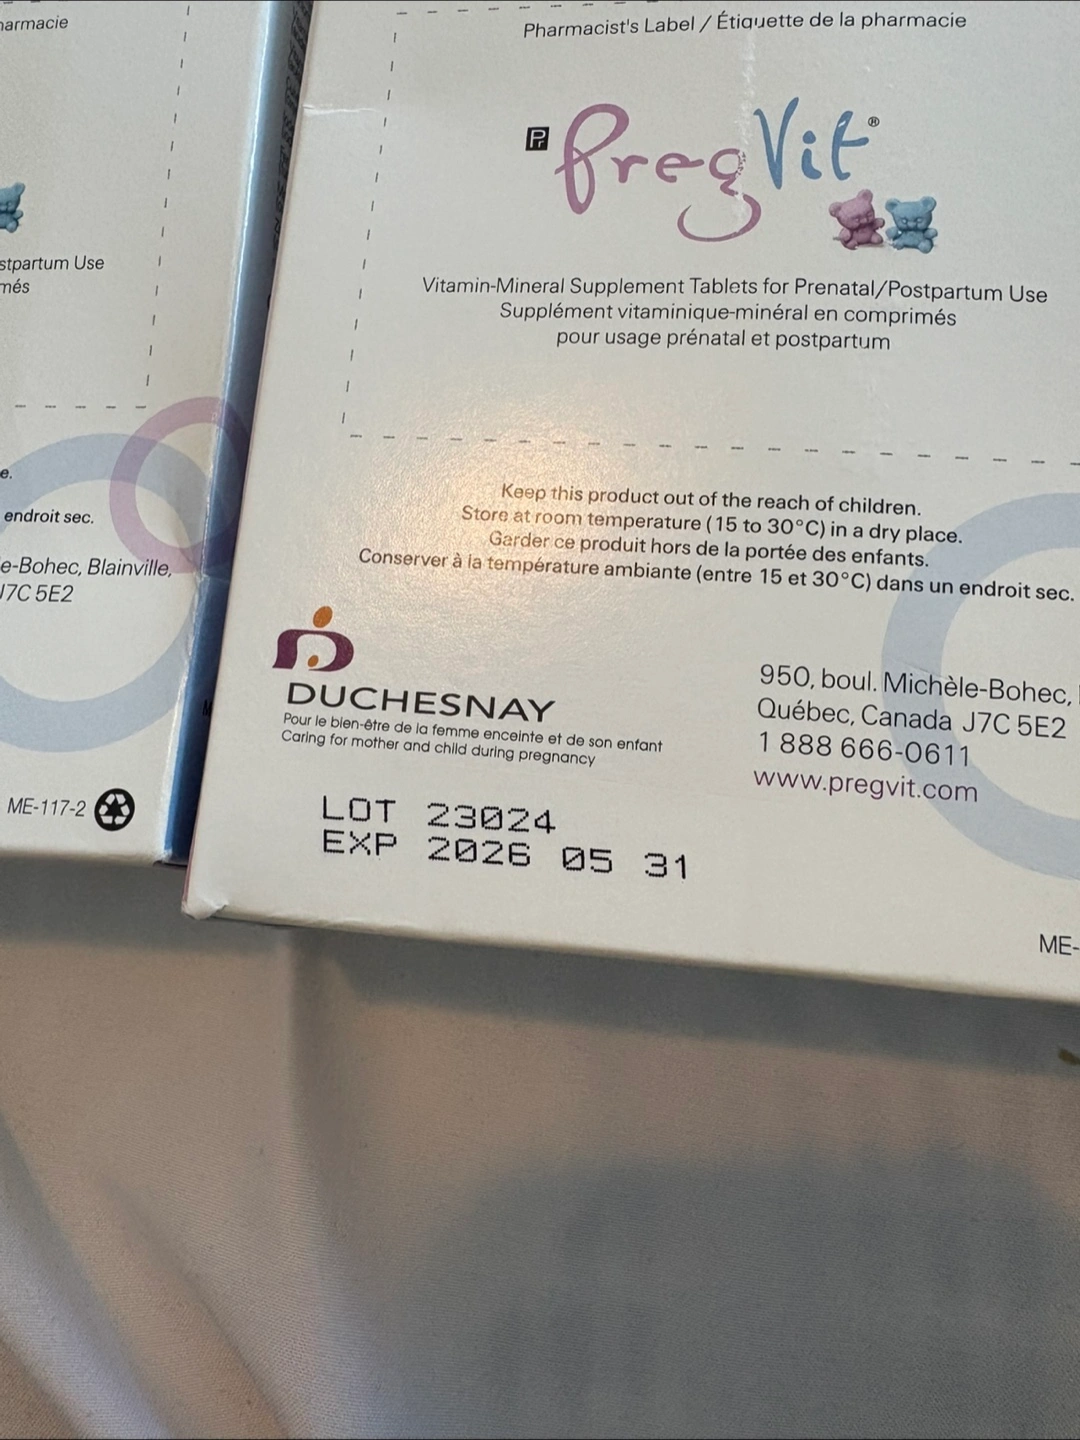 armacie
stpartum Use
més
e.
endroit sec.
e-Bohec, Blainville,
J7C 5E2
ME-117-2
Pharmacist's Label / Étiquette de la pharmacie
Pr PregVit®
Vitamin-Mineral Supplement Tablets for Prenatal/Postpartum Use
Supplément vitaminique-minéral en comprimés
pour usage prénatal et postpartum
Keep this product out of the reach of children.
Store at room temperature (15 to 30°C) in a dry place.
Garder ce produit hors de la portée des enfants.
Conserver à la température ambiante (entre 15 et 30°C) dans un endroit sec.
DUCHESNAY
Pour le bien-être de la femme enceinte et de son enfant
Caring for mother and child during pregnancy
950, boul. Michèle-Bohec,
Québec, Canada J7C 5E2
1 888 666-0611
www.pregvit.com
LOT 23024
EXP 2026 05 31
ME-